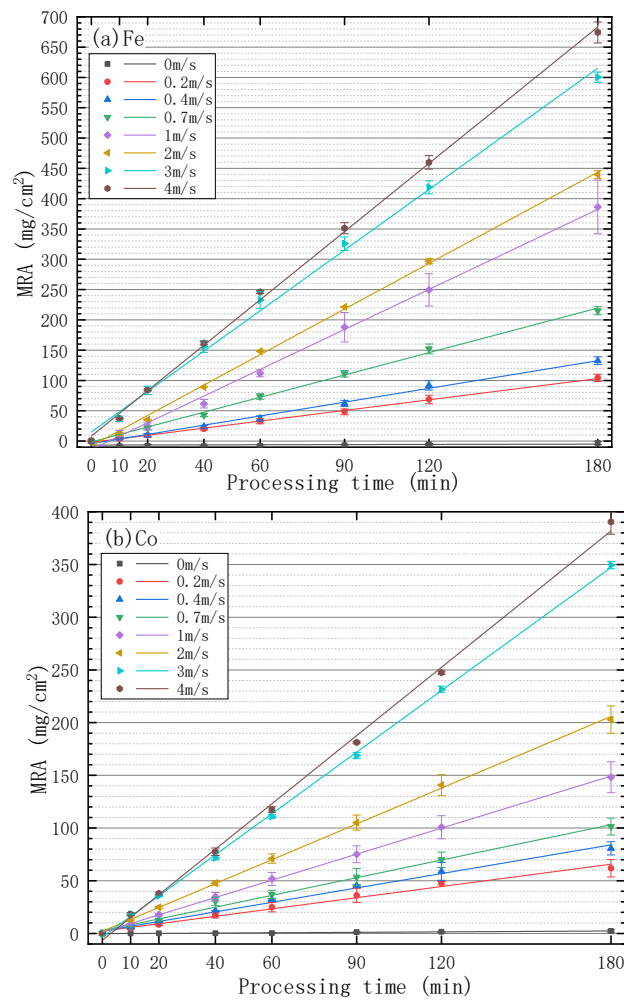 (a)Fe
0m/s
0.2m/s
0.4m/s
0.7m/s
1m/s
2m/s
3m/s
4m/s
MRA (mg/cm²)
700
650
600
550
500
450
400
350
300
250
200
150
100
50
0
0 10 20 40 60 90 120 180
Processing time (min)
(b)Co
0m/s
0.2m/s
0.4m/s
0.7m/s
1m/s
2m/s
3m/s
4m/s
MRA (mg/cm²)
400
350
300
250
200
150
100
50
0
0 10 20 40 60 90 120 180
Processing time (min)